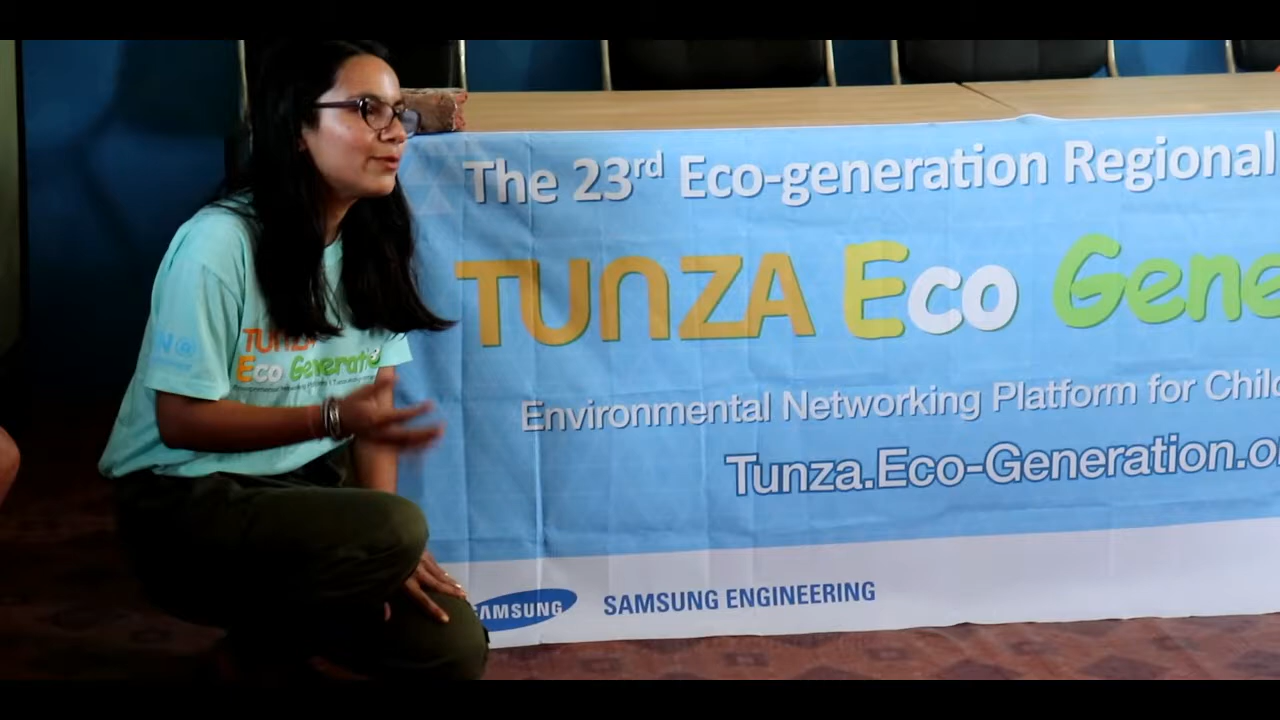 The 23rd Eco-generation Regional
TUNZA Eco Gene
Environmental Networking Platform for Chil
Tunza.Eco-Generation.o
SAMSUNG SAMSUNG ENGINEERING
TUNZA
Eco Generatio